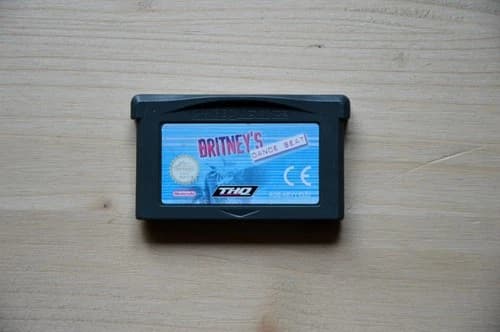 BRITNEY'S
DANCE BEAT
Nintendo
THQ
CE